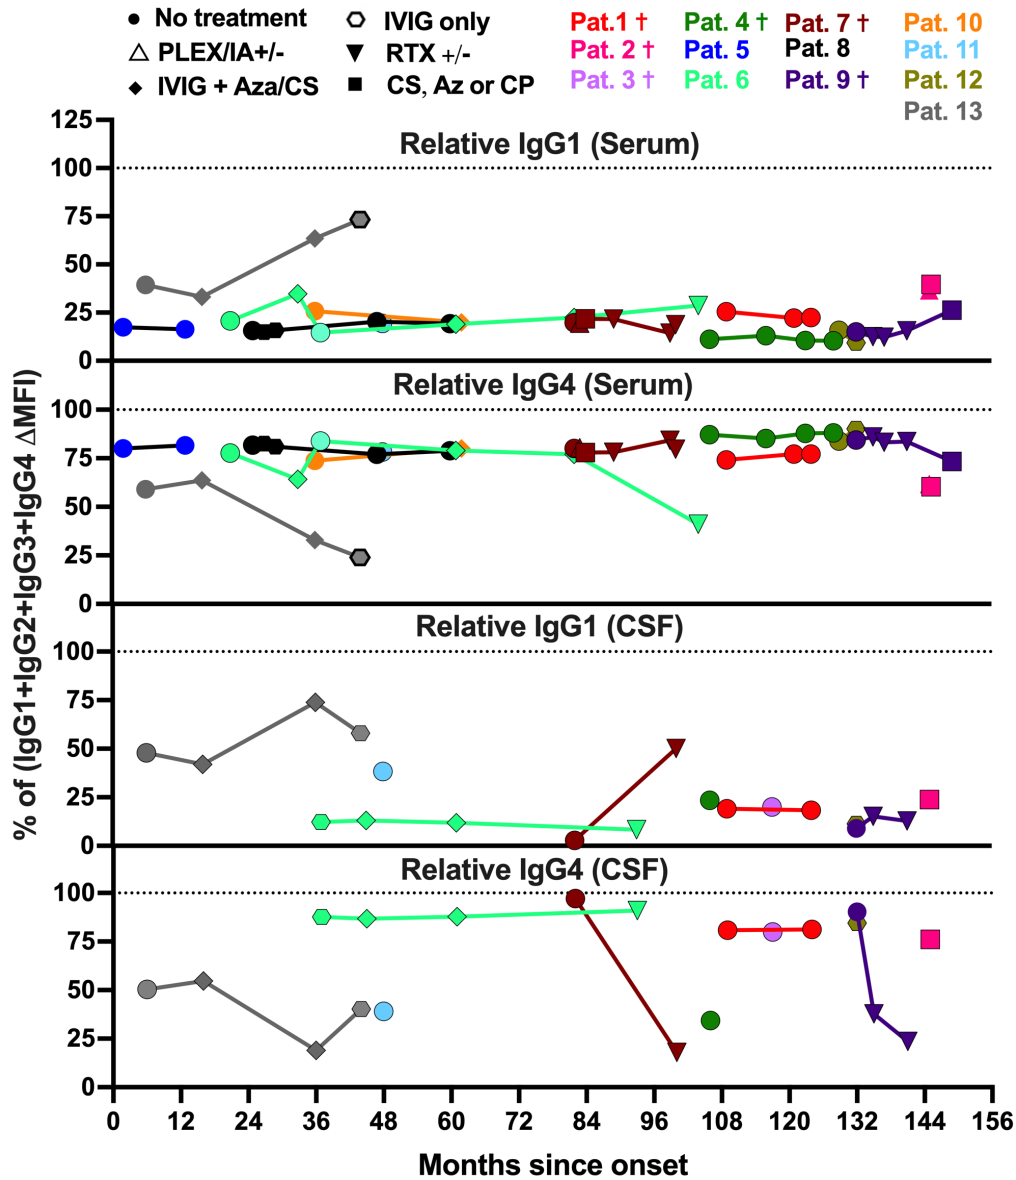 No treatment IVIG only Pat.1 † Pat. 4 † Pat. 7 † Pat. 10
PLEX/IA+/- RTX +/- Pat. 2 † Pat. 5 Pat. 8 Pat. 11
IVIG + Aza/CS CS, Az or CP Pat. 3 † Pat. 6 Pat. 9 † Pat. 12
Pat. 13
% of (IgG1+IgG2+IgG3+IgG4 ΔMFI)
Relative IgG1 (Serum)
125
100
75
50
25
0
Relative IgG4 (Serum)
100
75
50
25
0
Relative IgG1 (CSF)
100
75
50
25
0
Relative IgG4 (CSF)
100
75
50
25
0
0 12 24 36 48 60 72 84 96 108 120 132 144 156
Months since onset